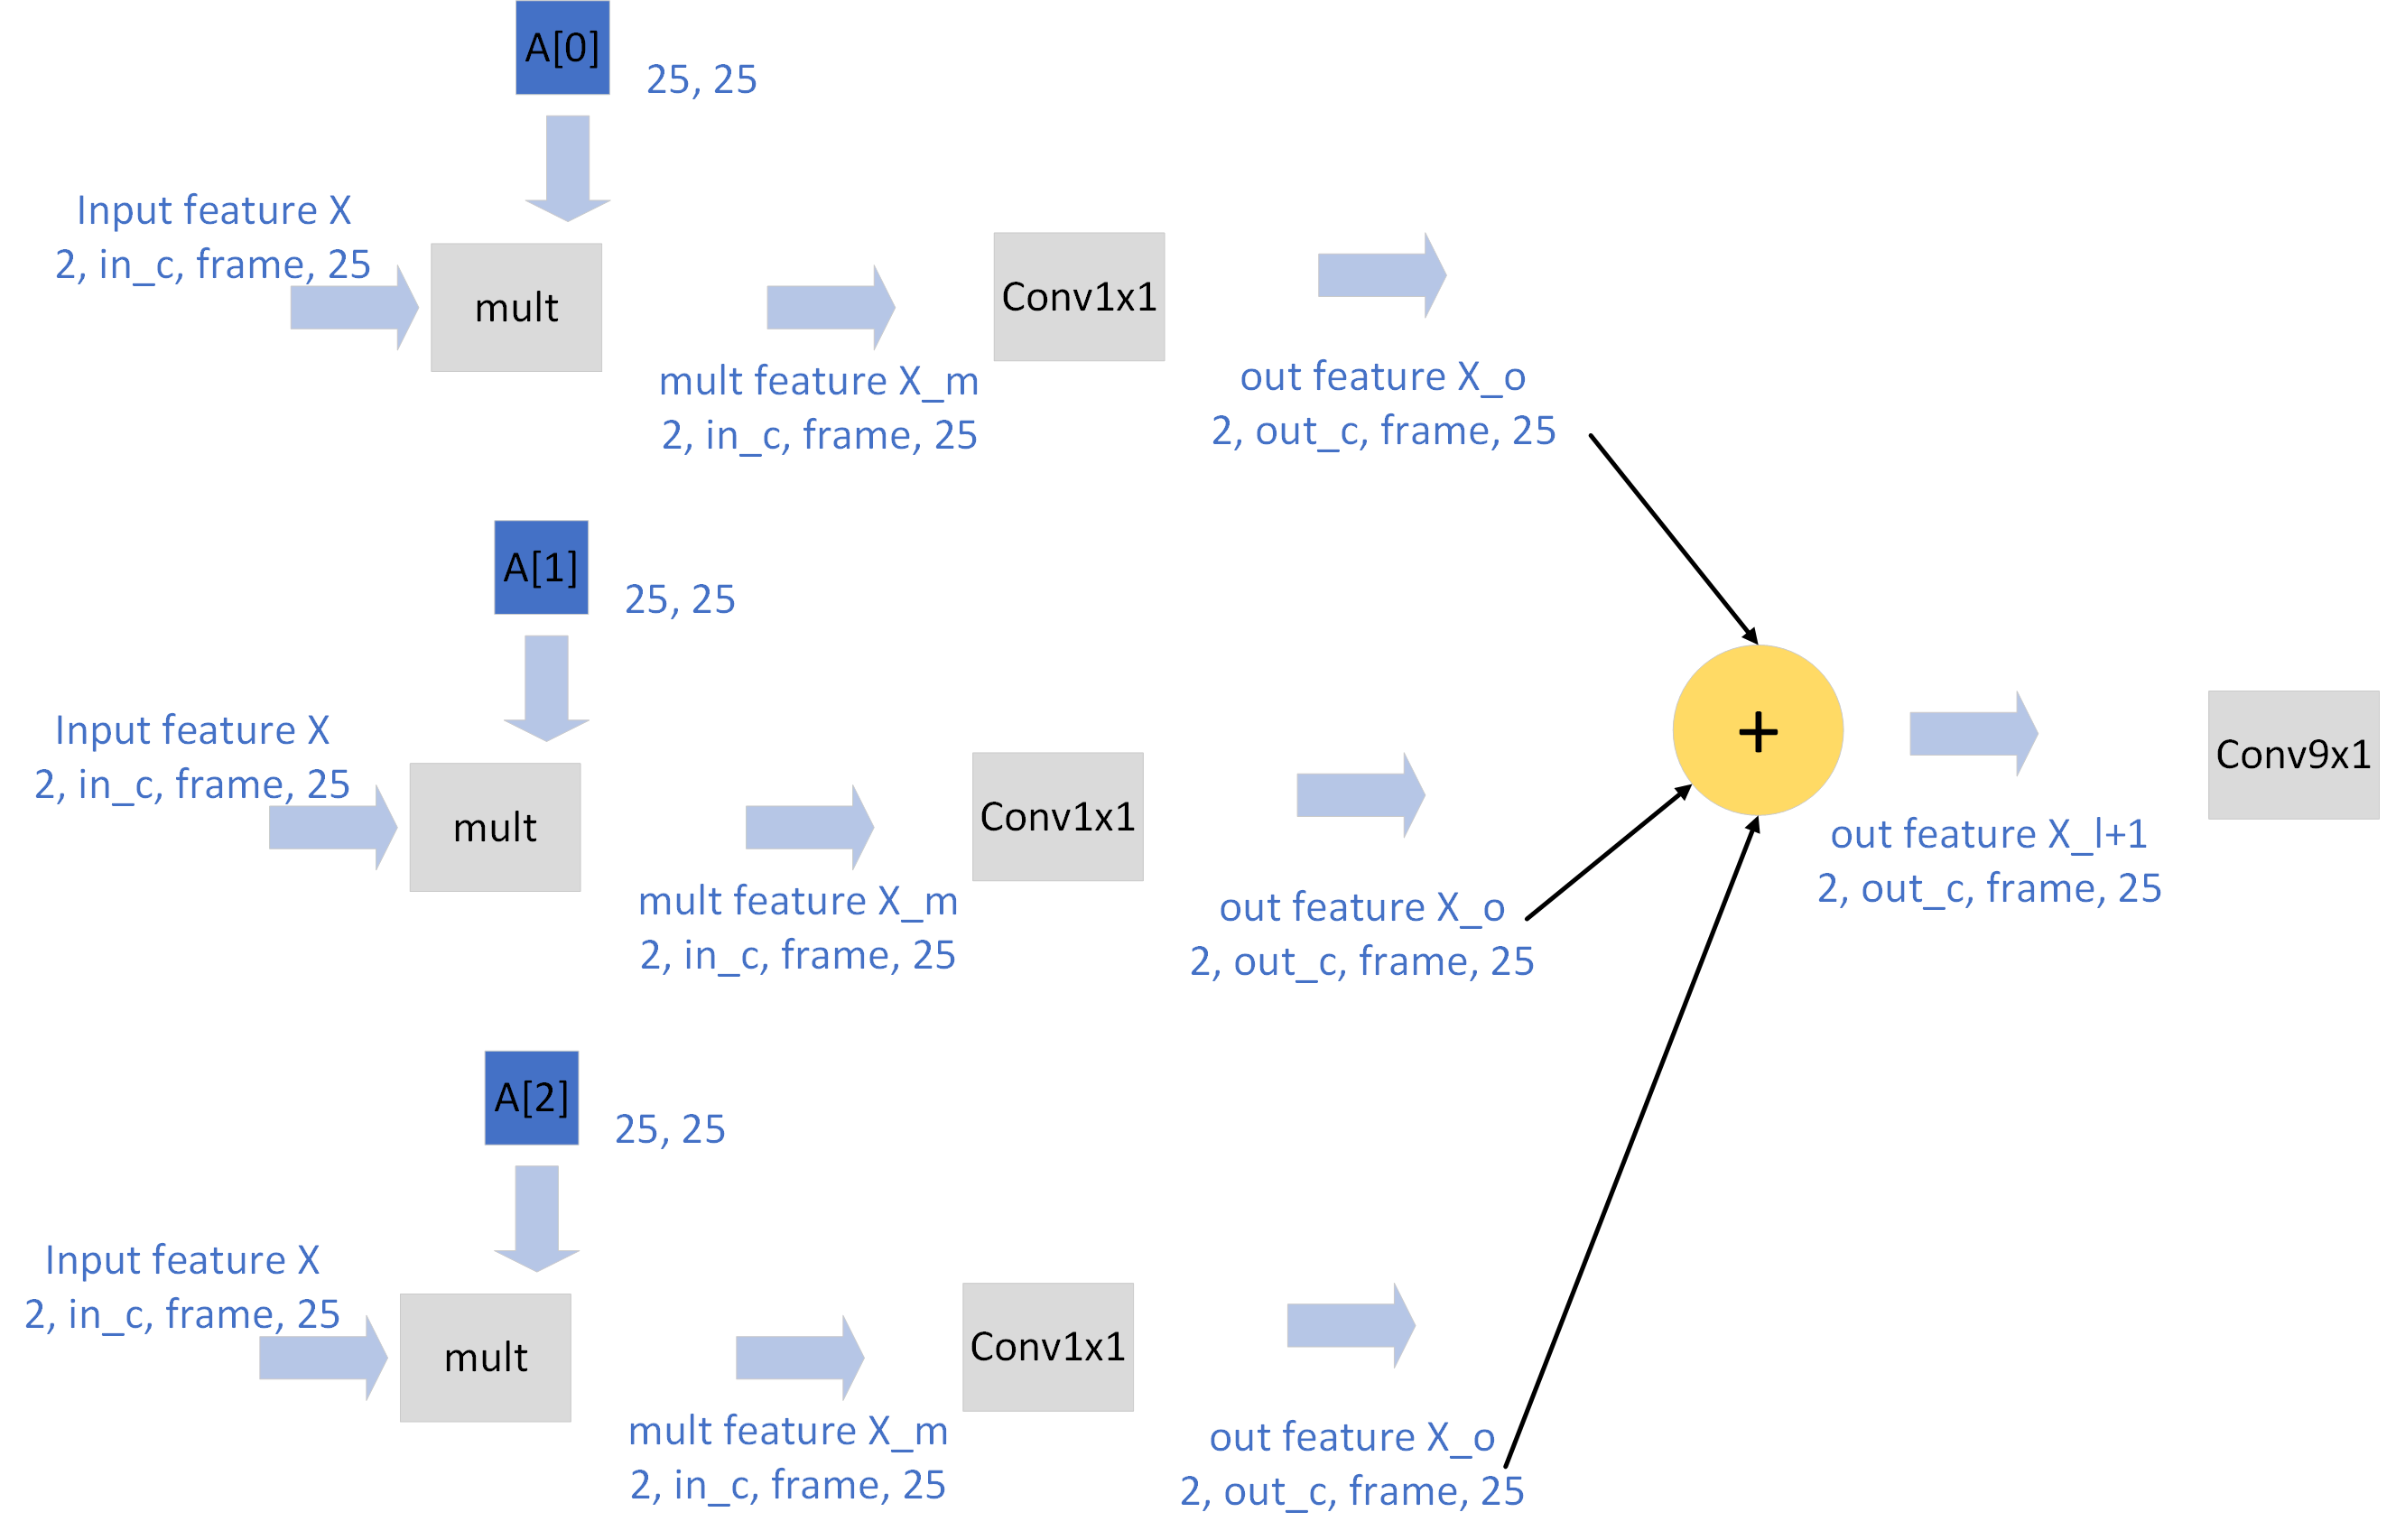 A[0]
25, 25
Input feature X
2, in_c, frame, 25
mult
mult feature X_m
2, in_c, frame, 25
Conv1x1
out feature X_o
2, out_c, frame, 25
A[1]
25, 25
Input feature X
2, in_c, frame, 25
mult
mult feature X_m
2, in_c, frame, 25
Conv1x1
out feature X_o
2, out_c, frame, 25
A[2]
25, 25
Input feature X
2, in_c, frame, 25
mult
mult feature X_m
2, in_c, frame, 25
Conv1x1
out feature X_o
2, out_c, frame, 25
+
out feature X_l+1
2, out_c, frame, 25
Conv9x1